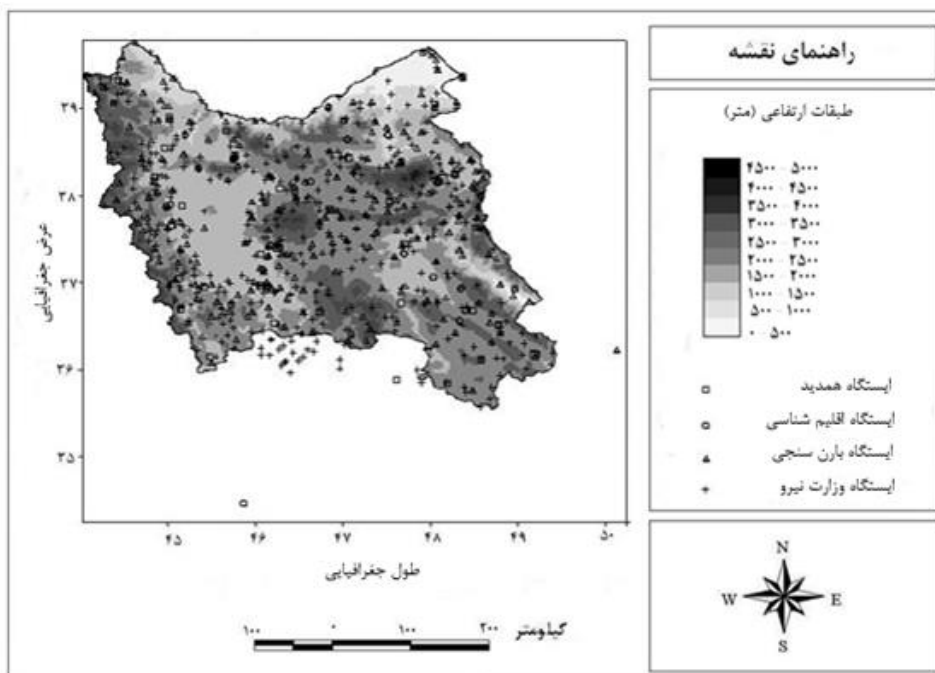 راهنمای نقشه
طبقات ارتفاعی (متر)
۴۵۰۰ - ۵۰۰۰
۴۰۰۰ - ۴۵۰۰
۳۵۰۰ - ۴۰۰۰
۳۰۰۰ - ۳۵۰۰
۲۵۰۰ - ۳۰۰۰
۲۰۰۰ - ۲۵۰۰
۱۵۰۰ - ۲۰۰۰
۱۰۰۰ - ۱۵۰۰
۵۰۰ - ۱۰۰۰
۰ - ۵۰۰
ایستگاه همدید
ایستگاه اقلیم شناسی
ایستگاه بارن سنجی
ایستگاه وزارت نیرو
N
W E
S
عرض جغرافیایی
۳۹
۳۸
۳۷
۳۶
۳۵
۴۵ ۴۶ ۴۷ ۴۸ ۴۹ ۵۰
طول جغرافیایی
۱۰۰ ۰ ۱۰۰ ۲۰۰ کیلومتر